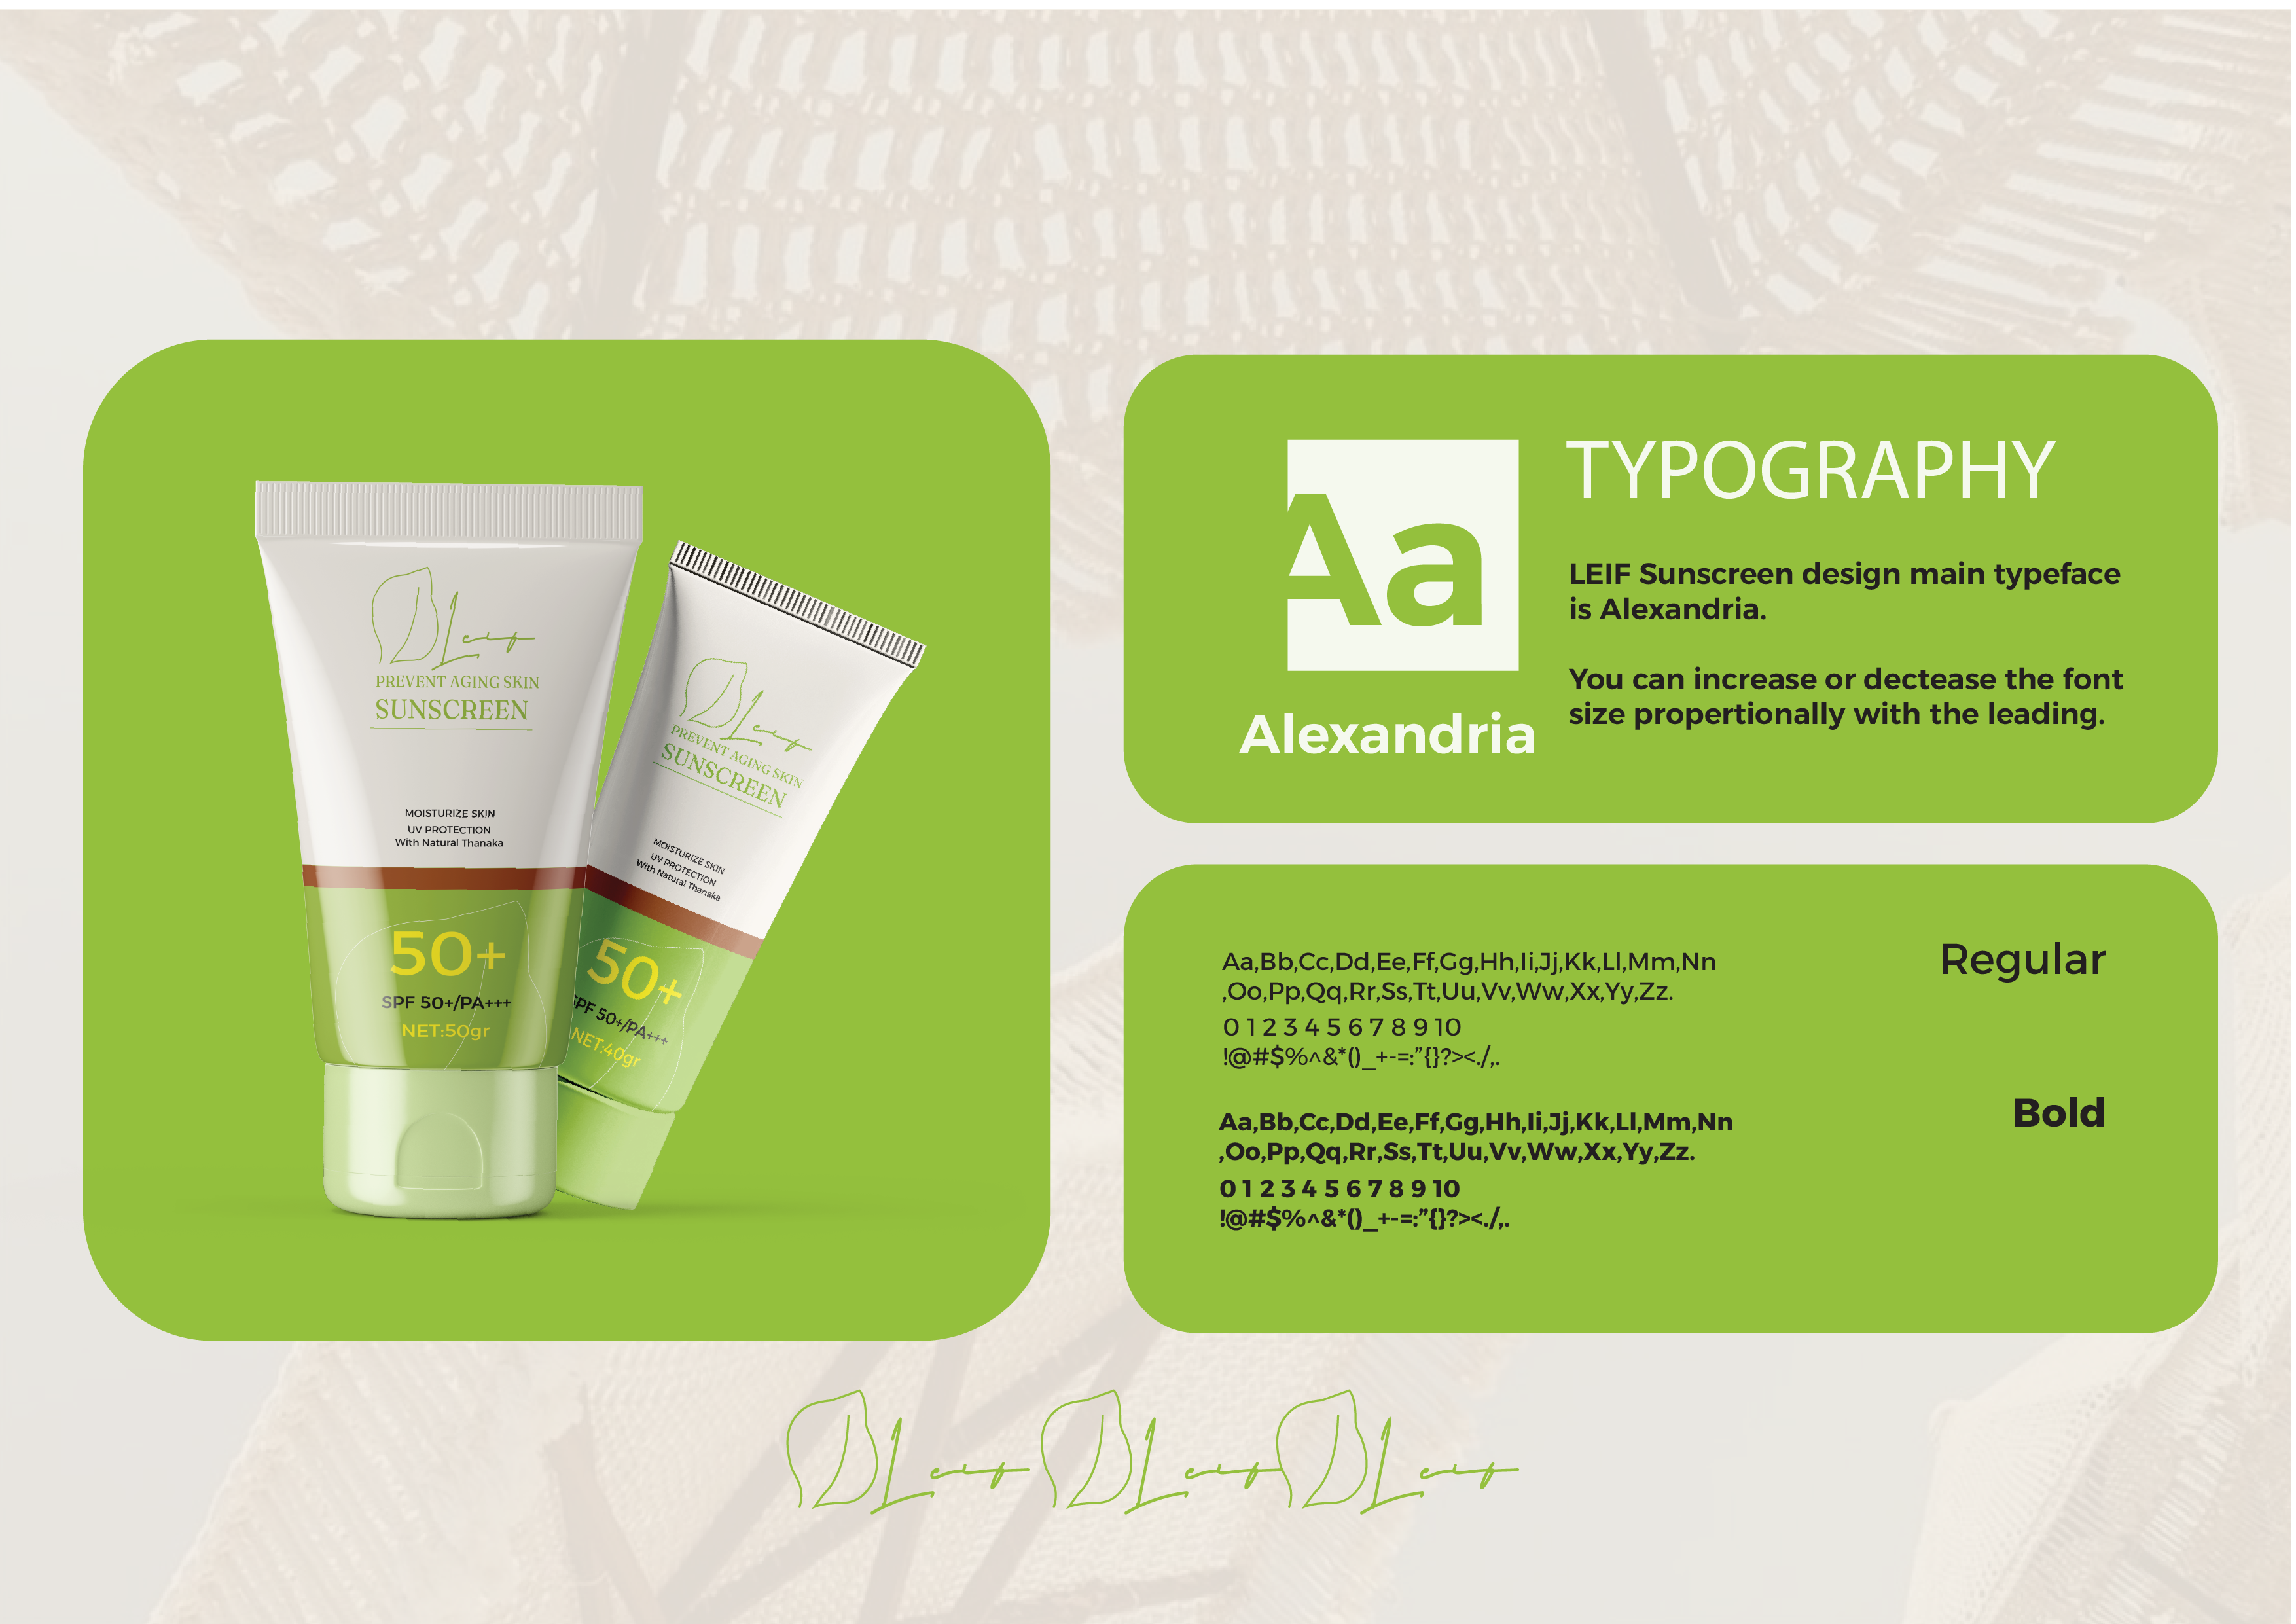 Leif
PREVENT AGING SKIN
SUNSCREEN
MOISTURIZE SKIN
UV PROTECTION
With Natural Thanaka
50+
SPF 50+/PA+++
NET:50gr
Leif
PREVENT AGING SKIN
SUNSCREEN
MOISTURIZE SKIN
UV PROTECTION
With Natural Thanaka
50+
SPF 50+/PA+++
NET:40gr
Aa
Alexandria
TYPOGRAPHY
LEIF Sunscreen design main typeface
is Alexandria.
You can increase or dectease the font
size propertionally with the leading.
Aa,Bb,Cc,Dd,Ee,Ff,Gg,Hh,Ii,Jj,Kk,Ll,Mm,Nn
,Oo,Pp,Qq,Rr,Ss,Tt,Uu,Vv,Ww,Xx,Yy,Zz.
0 1 2 3 4 5 6 7 8 9 10
!@#$%^&*()_+-=:"{}?><./,.
Regular
Aa,Bb,Cc,Dd,Ee,Ff,Gg,Hh,Ii,Jj,Kk,Ll,Mm,Nn
,Oo,Pp,Qq,Rr,Ss,Tt,Uu,Vv,Ww,Xx,Yy,Zz.
0 1 2 3 4 5 6 7 8 9 10
!@#$%^&*()_+-=:"{}?><./,.
Bold
Leif Leif Leif